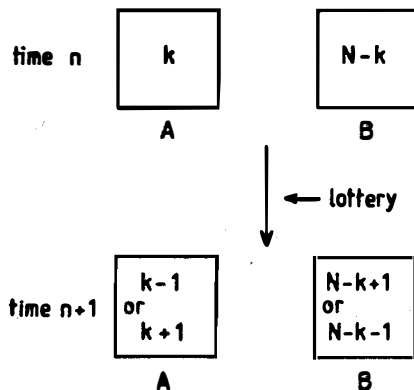 time n
k
N-k
A
B
lottery
time n+1
k-1
or
k+1
N-k+1
or
N-k-1
A
B